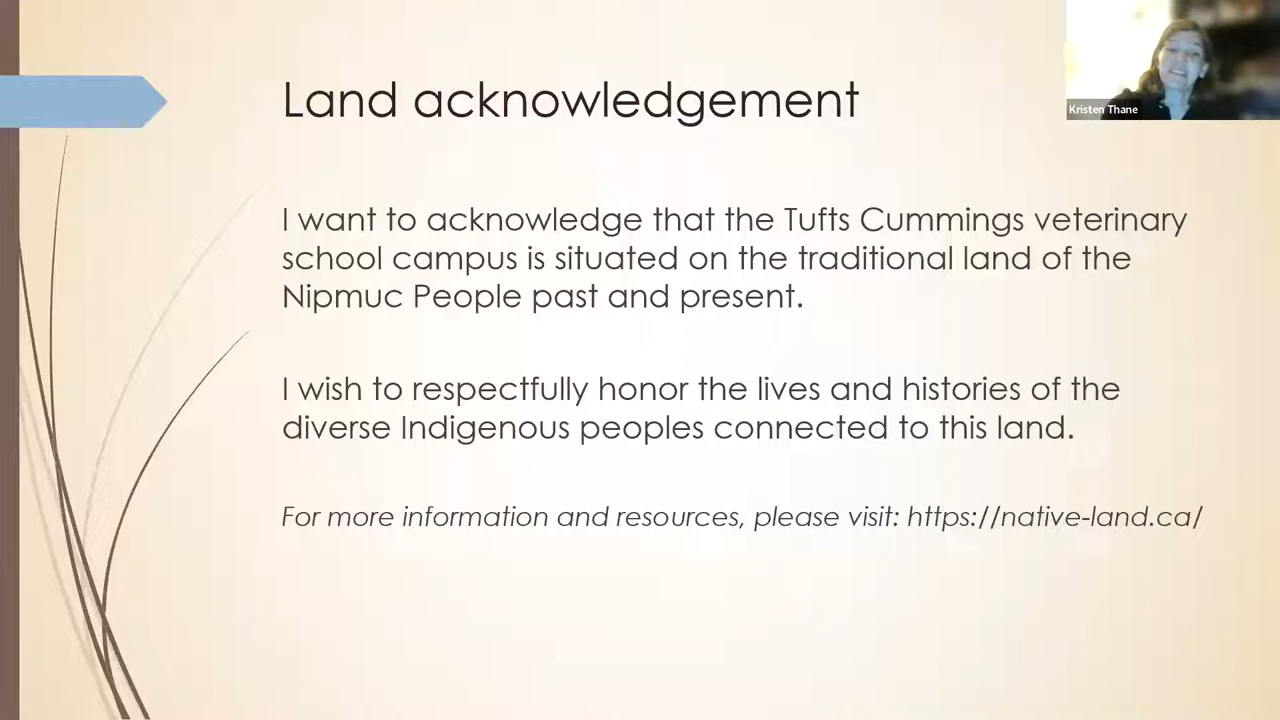 Land acknowledgement
Kristen Thane
I want to acknowledge that the Tufts Cummings veterinary
school campus is situated on the traditional land of the
Nipmuc People past and present.
I wish to respectfully honor the lives and histories of the
diverse Indigenous peoples connected to this land.
For more information and resources, please visit: https://native-land.ca/